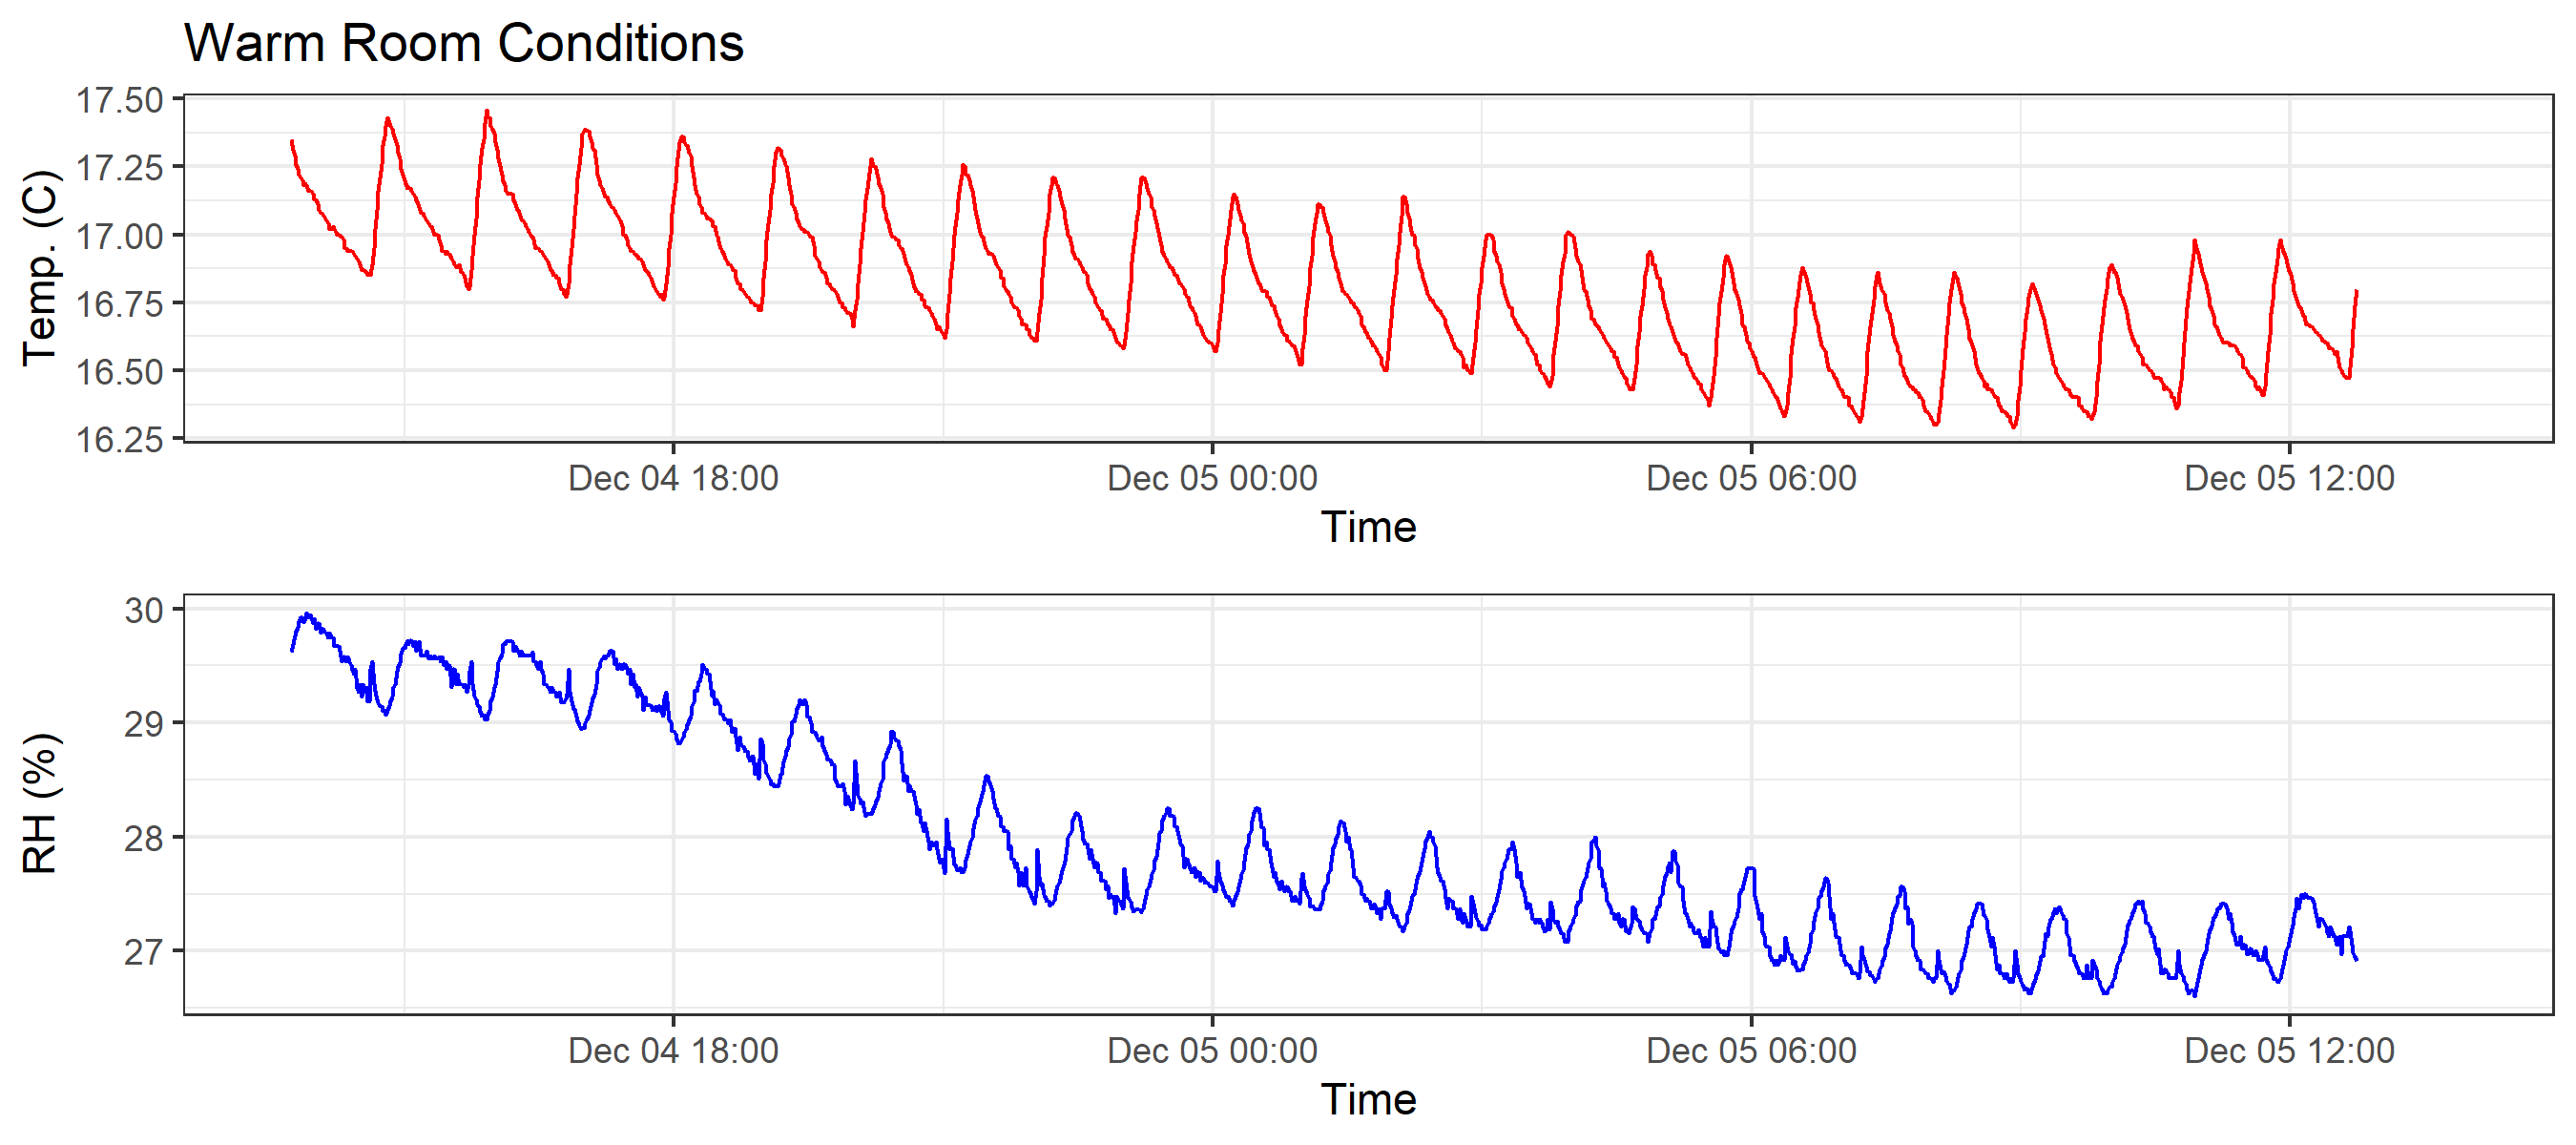 Warm Room Conditions
Temp. (C)
17.50
17.25
17.00
16.75
16.50
16.25
Dec 04 18:00 Dec 05 00:00 Dec 05 06:00 Dec 05 12:00
Time
RH (%)
30
29
28
27
Dec 04 18:00 Dec 05 00:00 Dec 05 06:00 Dec 05 12:00
Time